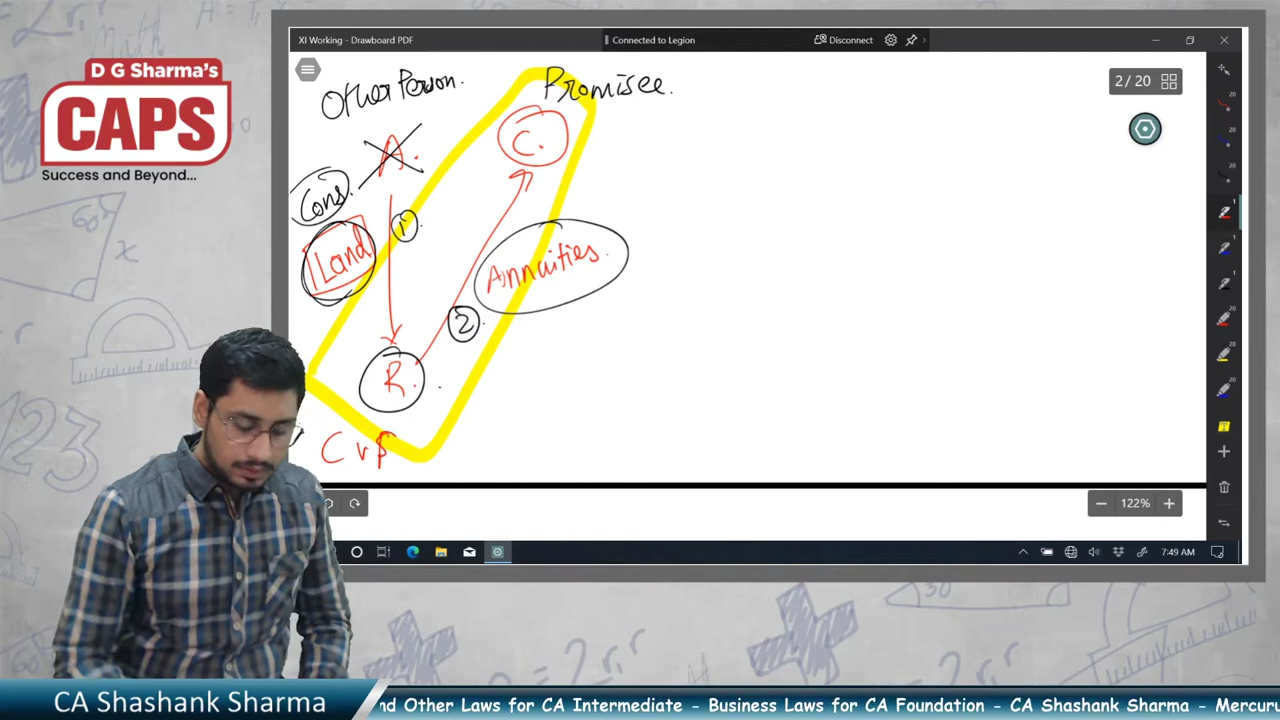 D G Sharma's
CAPS
Success and Beyond...
XI Working - Drawboard PDF
Connected to Legion
Disconnect
2/20
Other Person.
Promisee.
A.
C.
Cons.
1.
Land
Annuities.
2.
R.
C vs
122%
7:49 AM
CA Shashank Sharma
nd Other Laws for CA Intermediate - Business Laws for CA Foundation - CA Shashank Sharma - Mercur